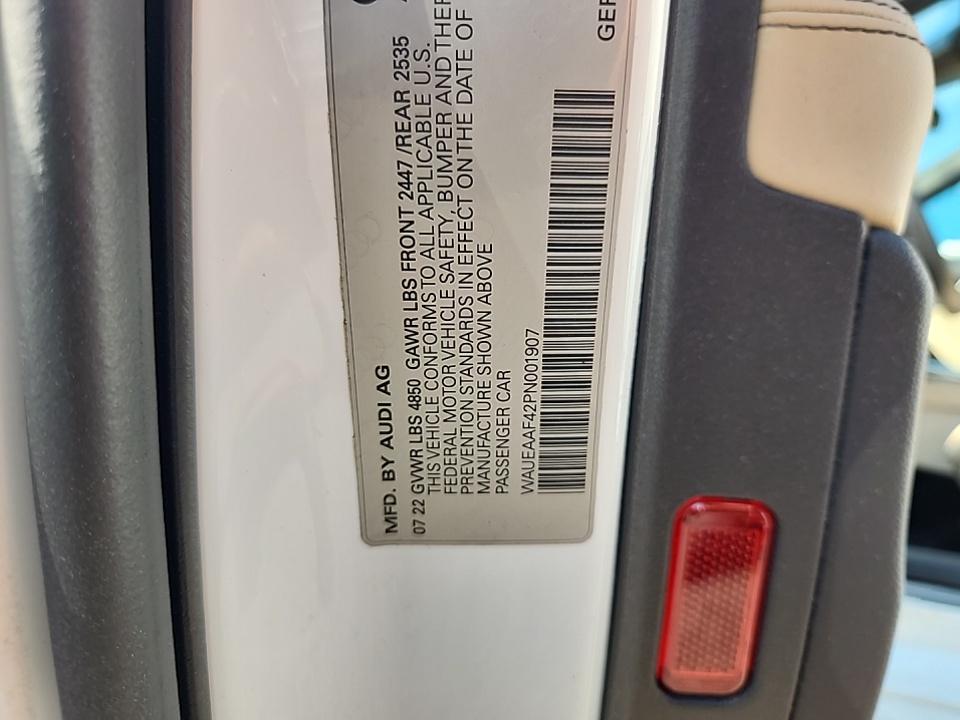 MFD. BY AUDI AG
07 22 GVWR LBS 4850 GAWR LBS FRONT 2447 /REAR 2535
THIS VEHICLE CONFORMS TO ALL APPLICABLE U.S.
FEDERAL MOTOR VEHICLE SAFETY, BUMPER AND THEF
PREVENTION STANDARDS IN EFFECT ON THE DATE OF
MANUFACTURE SHOWN ABOVE
PASSENGER CAR
WAUEAAF42PN001907
GER